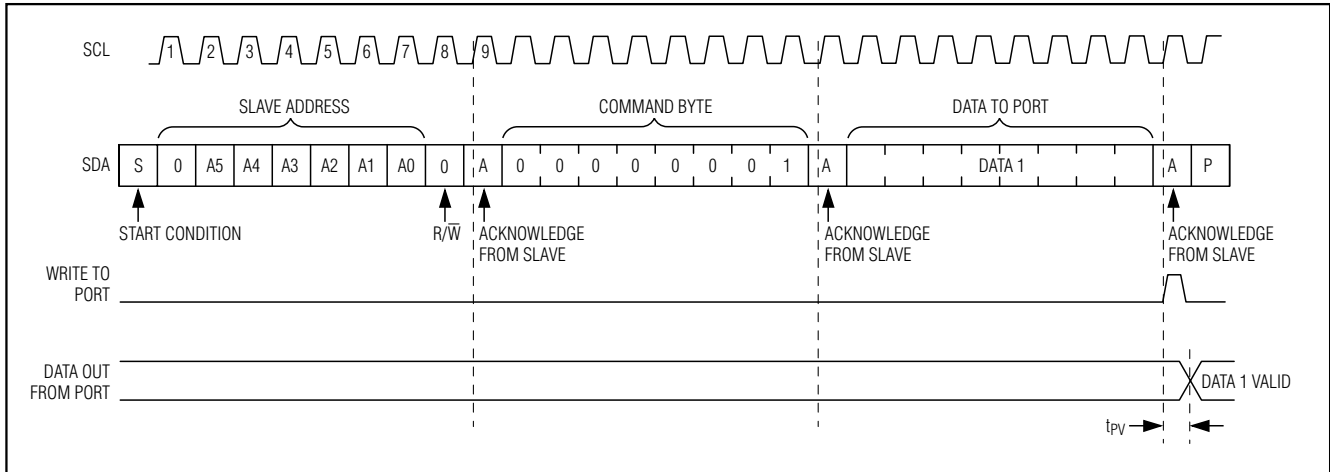 SCL 1 2 3 4 5 6 7 8 9
SLAVE ADDRESS COMMAND BYTE DATA TO PORT
SDA S 0 A5 A4 A3 A2 A1 A0 0 A 0 0 0 0 0 0 0 1 A DATA 1 A P
START CONDITION R/W̅ ACKNOWLEDGE ACKNOWLEDGE ACKNOWLEDGE
FROM SLAVE FROM SLAVE FROM SLAVE
WRITE TO
PORT
DATA OUT
FROM PORT
DATA 1 VALID
tPV